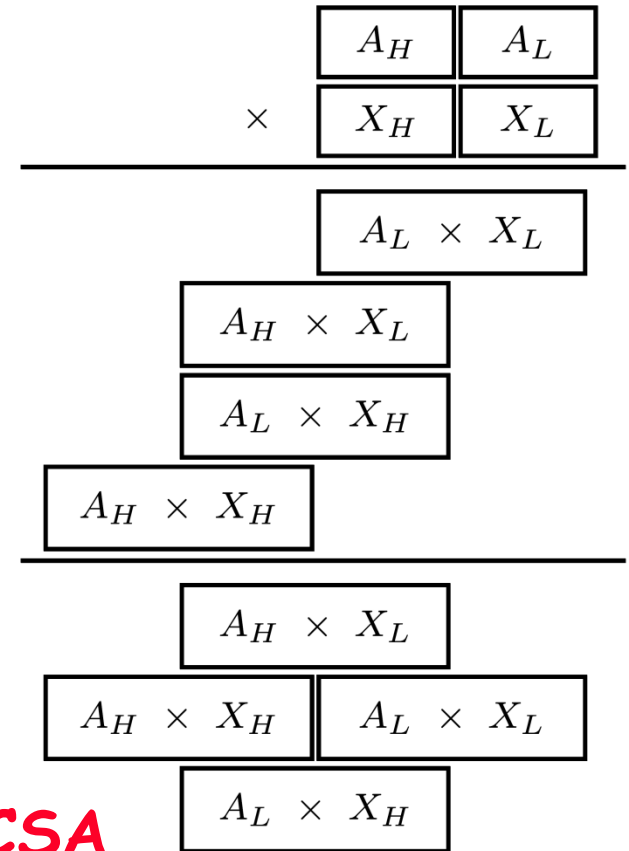 A_H A_L
× X_H X_L
A_L × X_L
A_H × X_L
A_L × X_H
A_H × X_H
A_H × X_L
A_H × X_H A_L × X_L
A_L × X_H
CSA